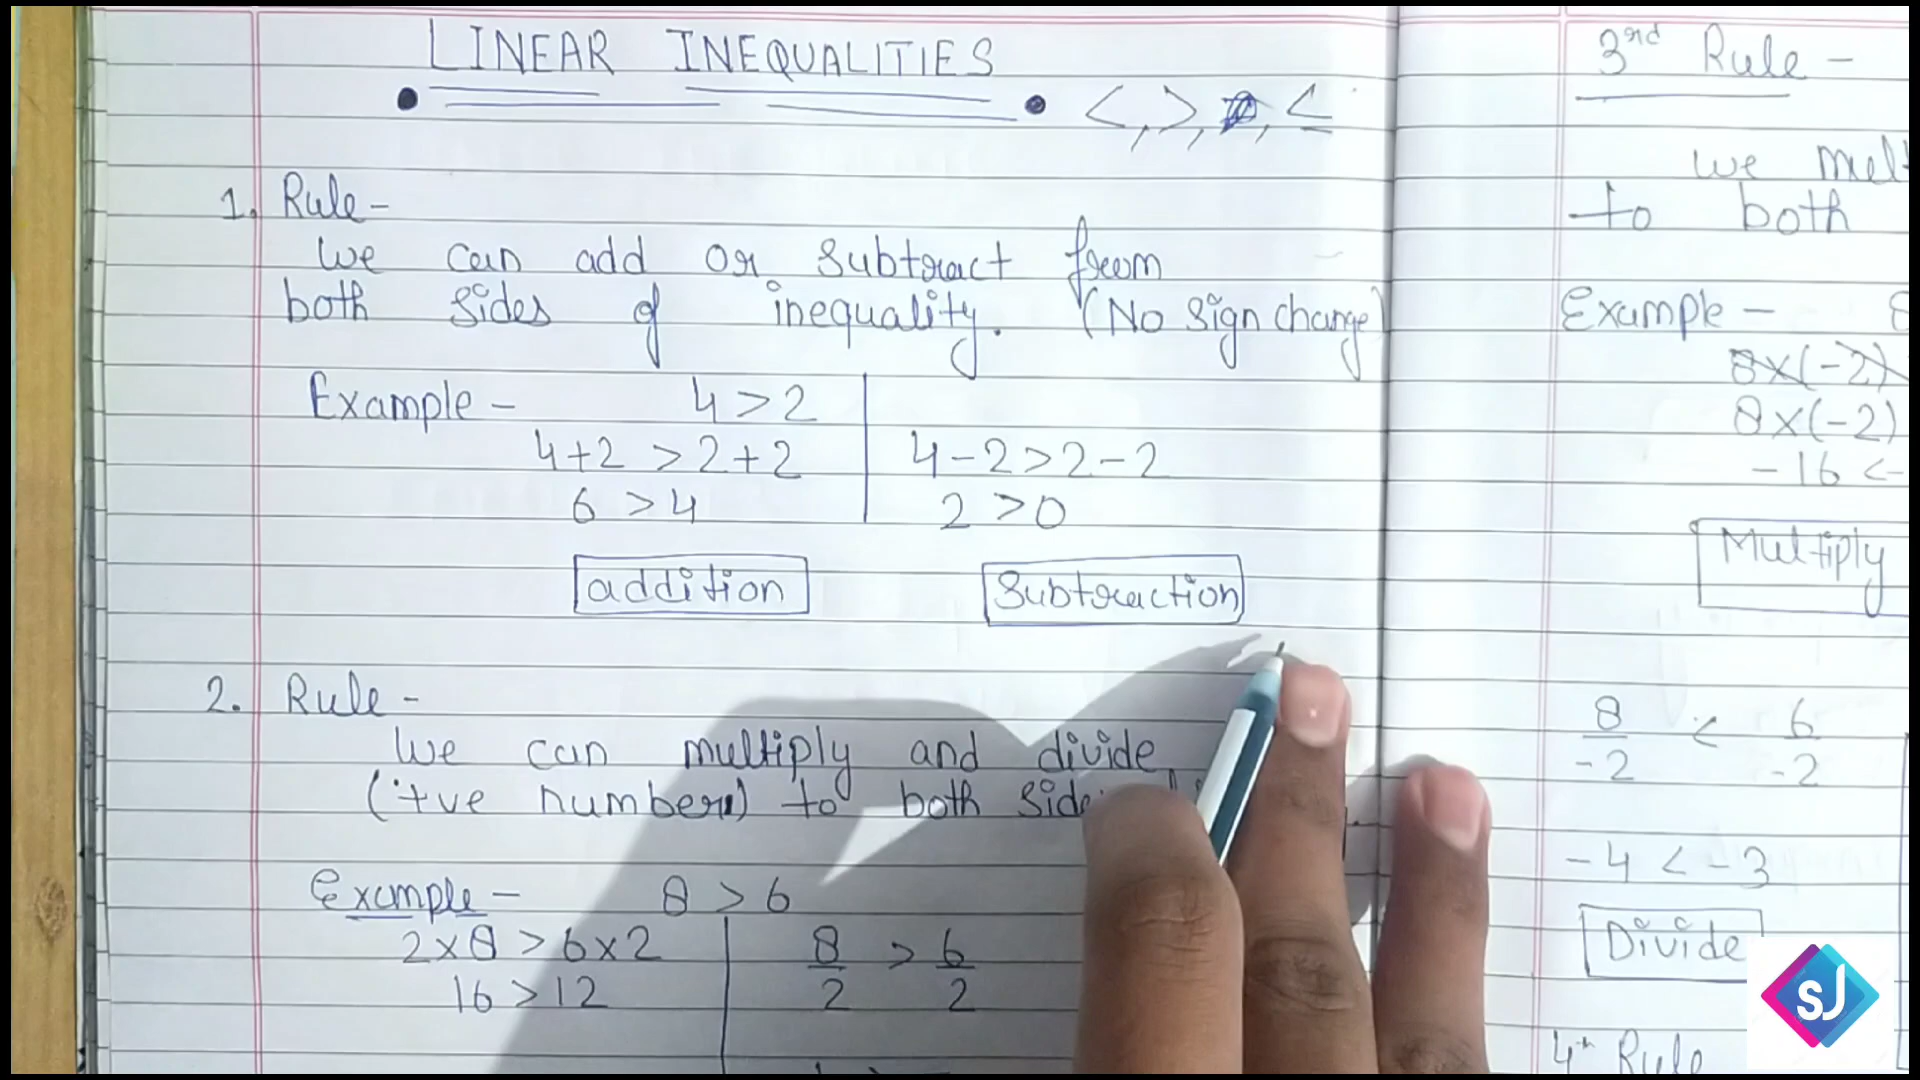 LINEAR INEQUALITIES
<, >, , ≤
1. Rule -
We can add or subtract from
both sides of inequality. (No sign change)
Example - 4 > 2
4+2 > 2+2
6 > 4
addition
4-2 > 2-2
2 > 0
Subtraction
2. Rule -
We can multiply and divide
(+ve number) to both
Example - 8 > 6
2×8 > 6×2
16 > 12
8/2 > 6/2
3rd Rule -
we
to both
Example -
8×(-2)
8×(-2)
-16 <
Multiply
8/-2 < 6/-2
-4 < -3
Divide
4th Rule
SJ